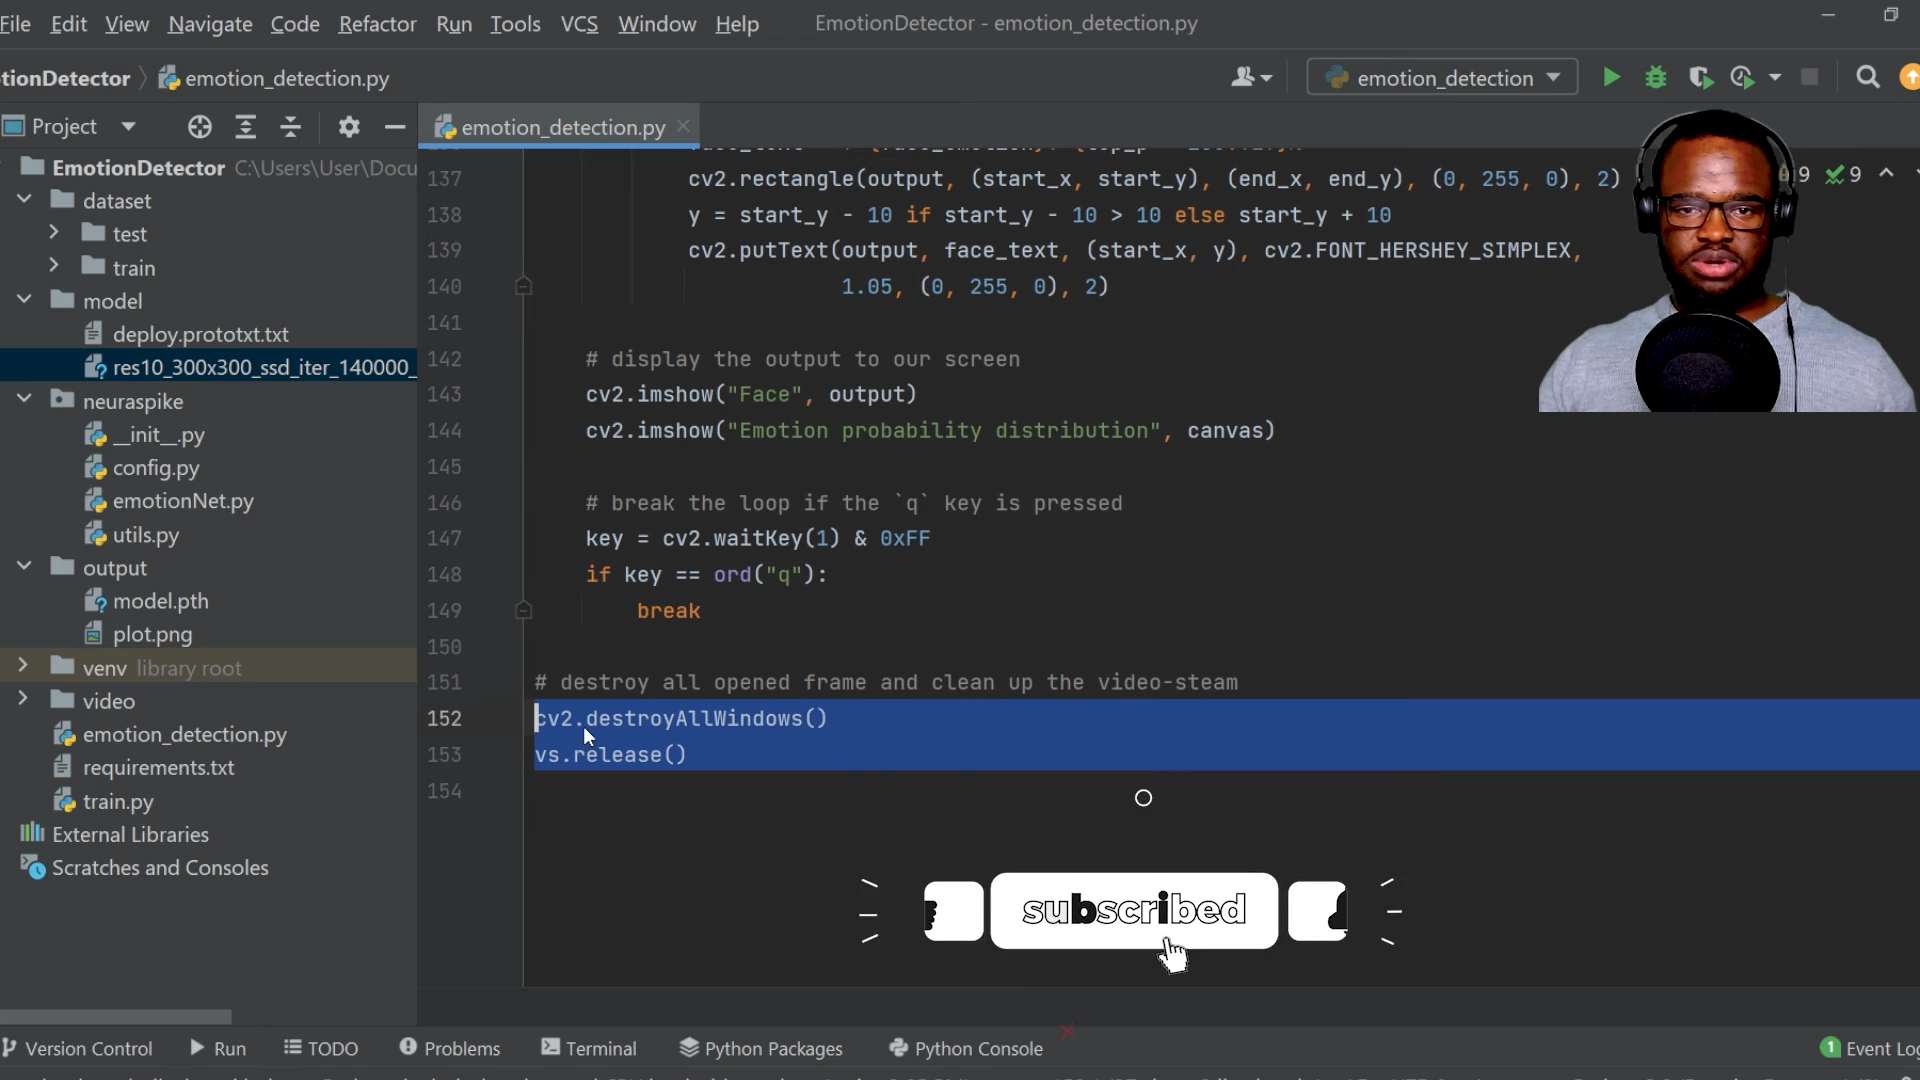 File Edit View Navigate Code Refactor Run Tools VCS Window Help EmotionDetector - emotion_detection.py
tionDetector emotion_detection.py emotion_detection
Project emotion_detection.py
EmotionDetector C:\Users\User\Docu
dataset
test
train
model
deploy.prototxt.txt
res10_300x300_ssd_iter_140000_
neuraspike
__init__.py
config.py
emotionNet.py
utils.py
output
model.pth
plot.png
venv library root
video
emotion_detection.py
requirements.txt
train.py
External Libraries
Scratches and Consoles
137 cv2.rectangle(output, (start_x, start_y), (end_x, end_y), (0, 255, 0), 2) 9 9
138 y = start_y - 10 if start_y - 10 > 10 else start_y + 10
139 cv2.putText(output, face_text, (start_x, y), cv2.FONT_HERSHEY_SIMPLEX,
140 1.05, (0, 255, 0), 2)
141
142 # display the output to our screen
143 cv2.imshow("Face", output)
144 cv2.imshow("Emotion probability distribution", canvas)
145
146 # break the loop if the `q` key is pressed
147 key = cv2.waitKey(1) & 0xFF
148 if key == ord("q"):
149 break
150
151 # destroy all opened frame and clean up the video-steam
152 cv2.destroyAllWindows()
153 vs.release()
154
subscribed
Version Control Run TODO Problems Terminal Python Packages Python Console 1 Event Log